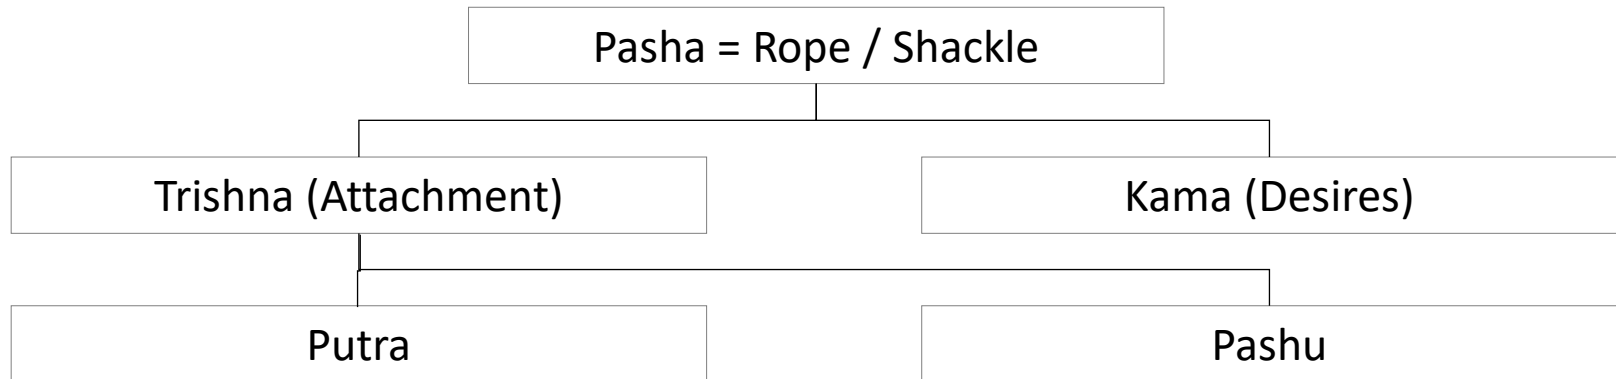 Pasha = Rope / Shackle
Trishna (Attachment)
Kama (Desires)
Putra
Pashu